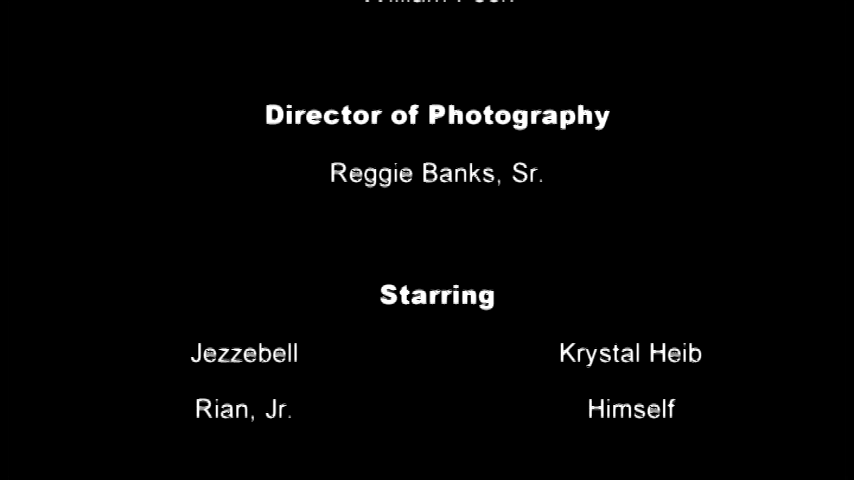 Director of Photography
Reggie Banks, Sr.
Starring
Jezzebell Krystal Heib
Rian, Jr. Himself